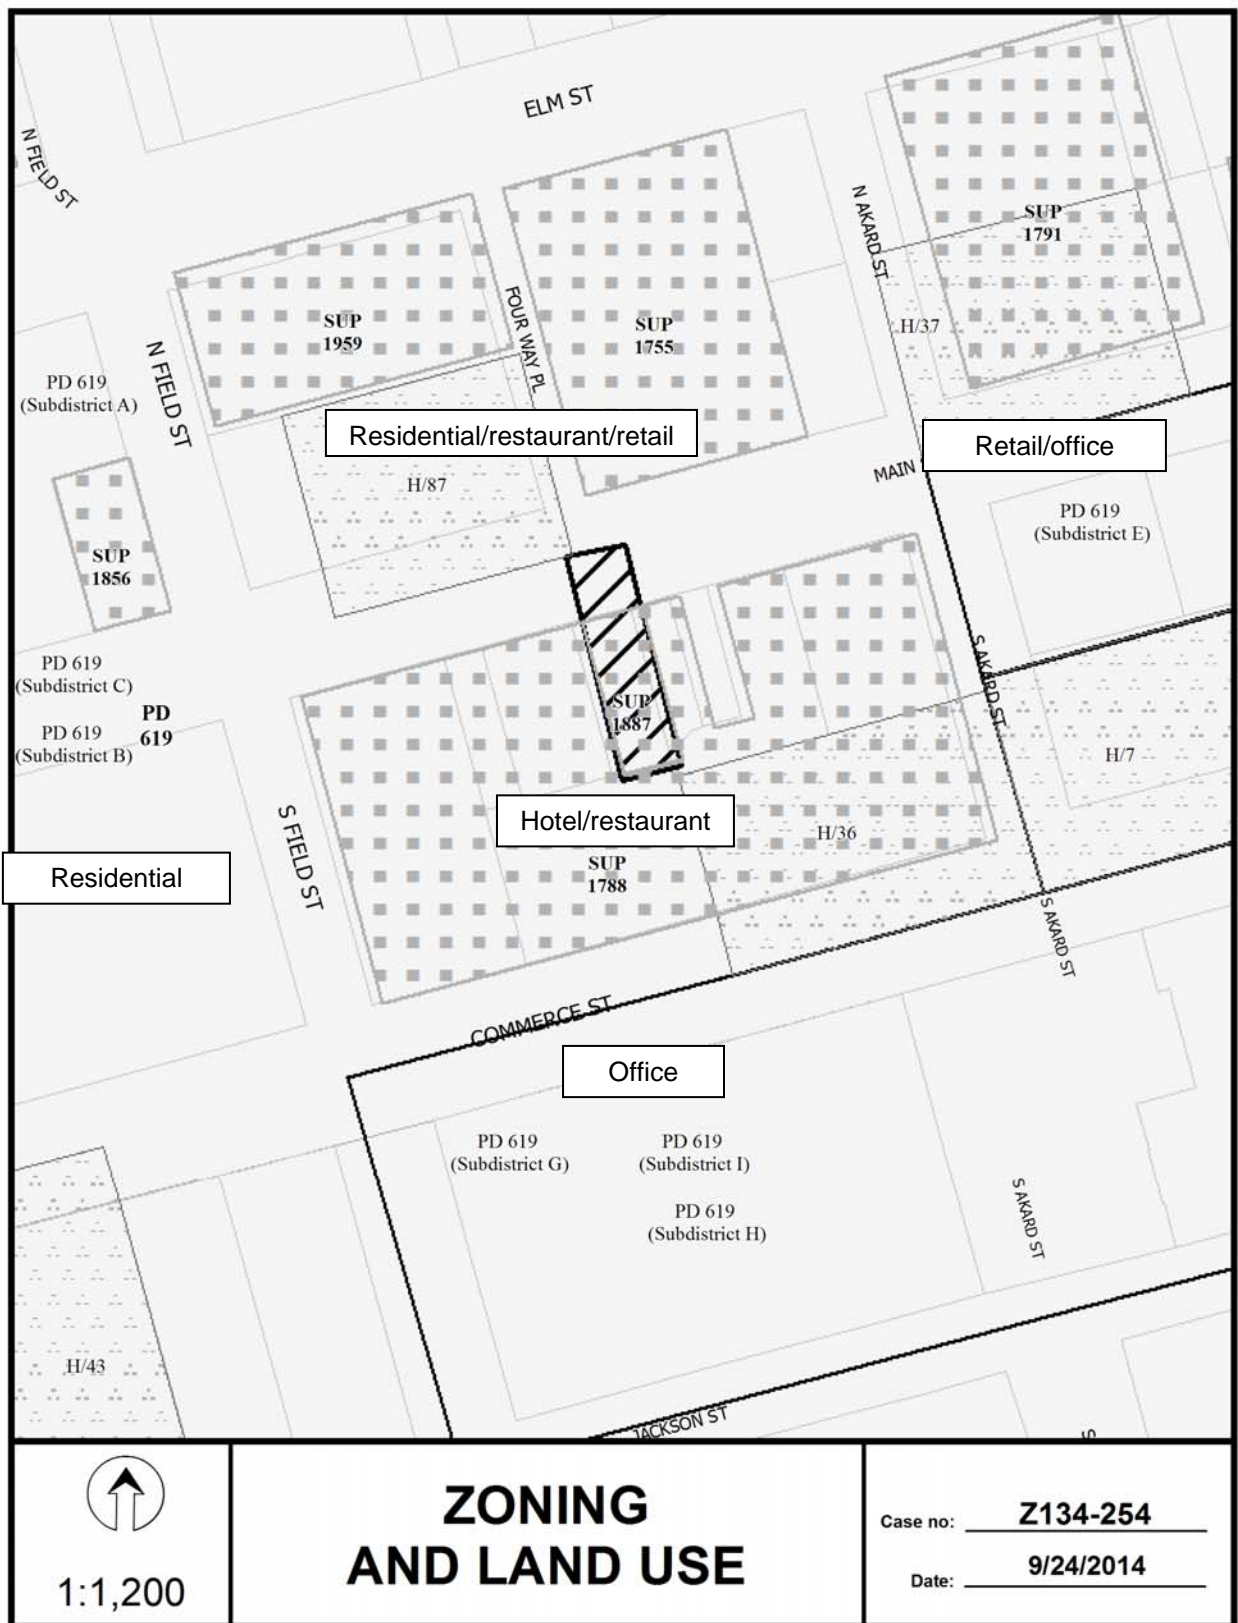 ELM ST
N FIELD ST
N AKARD ST
SUP
1791
FOUR WAY PL
SUP
1959
SUP
1755
H/37
N FIELD ST
PD 619
(Subdistrict A)
Residential/restaurant/retail
Retail/office
MAIN
H/87
PD 619
(Subdistrict E)
SUP
1856
S AKARD ST
PD 619
(Subdistrict C)
PD
619
SUP
1887
PD 619
(Subdistrict B)
H/7
S FIELD ST
Hotel/restaurant
H/36
Residential
SUP
1788
S AKARD ST
COMMERCE ST
Office
PD 619
(Subdistrict G)
PD 619
(Subdistrict I)
PD 619
(Subdistrict H)
S AKARD ST
H/43
JACKSON ST
S
1:1,200
ZONING
AND LAND USE
Case no: Z134-254
Date: 9/24/2014